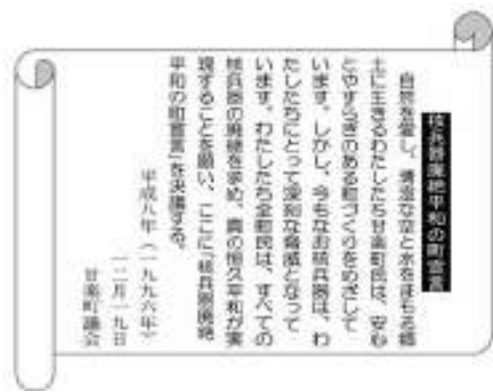 核兵器廃絶平和の町宣言
自然を愛し、清澄な空と水をまもる郷
土に生きるわたしたち甘楽町民は、安心
とやすらぎのある町づくりをめざして
います。しかし、今もなお核兵器は、わ
たしたちにとって深刻な脅威となって
います。わたしたち全町民は、すべての
核兵器の廃絶を求め、真の恒久平和が実
現することを願い、ここに「核兵器廃絶
平和の町宣言」を決議する。
平成八年(一九九六年)
一二月一九日
甘楽町議会